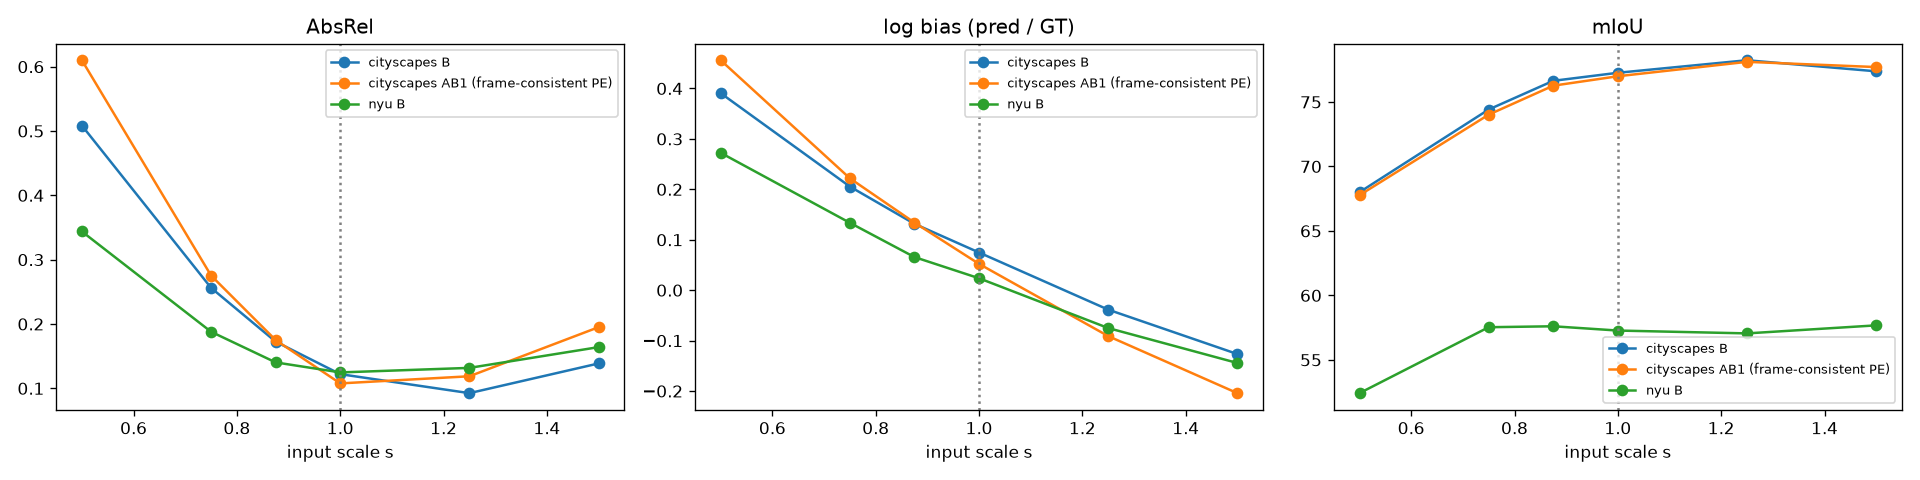 AbsRel
0.6
0.5
0.4
0.3
0.2
0.1
cityscapes B
cityscapes AB1 (frame-consistent PE)
nyu B
0.6 0.8 1.0 1.2 1.4
input scale s
log bias (pred / GT)
0.4
0.3
0.2
0.1
0.0
−0.1
−0.2
cityscapes B
cityscapes AB1 (frame-consistent PE)
nyu B
0.6 0.8 1.0 1.2 1.4
input scale s
mIoU
75
70
65
60
55
cityscapes B
cityscapes AB1 (frame-consistent PE)
nyu B
0.6 0.8 1.0 1.2 1.4
input scale s